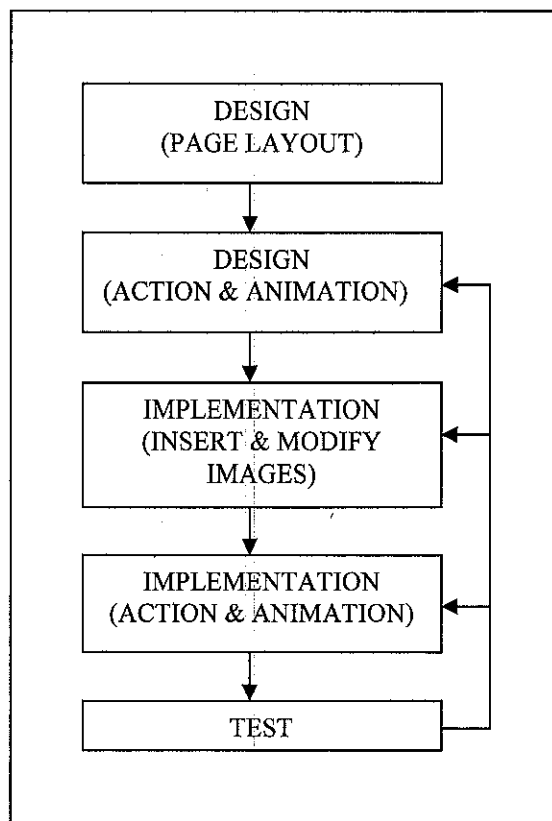 DESIGN
(PAGE LAYOUT)
DESIGN
(ACTION & ANIMATION)
IMPLEMENTATION
(INSERT & MODIFY
IMAGES)
IMPLEMENTATION
(ACTION & ANIMATION)
TEST